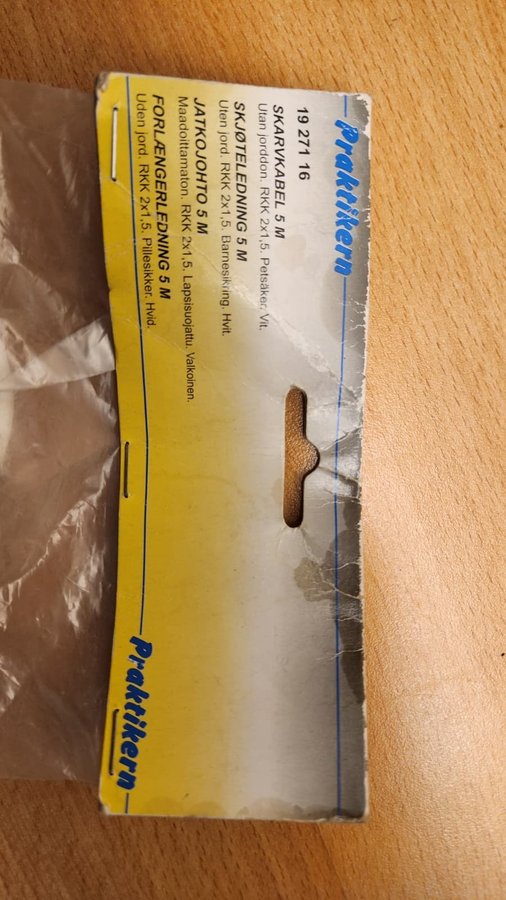 Praktikern
19 271 16
SKARVKABEL 5 M
Utan jorddon. RKK 2x1,5. Petsäker. Vit.
SKJØTELEDNING 5 M
Uten jord. RKK 2x1,5. Barnesikring. Hvit.
JATKOJOHTO 5 M
Maadoittamaton. RKK 2x1,5. Lapsisuojattu. Valkoinen.
FORLÆNGERLEDNING 5 M
Uden jord. RKK 2x1,5. Pillesikker. Hvid.
Praktikern